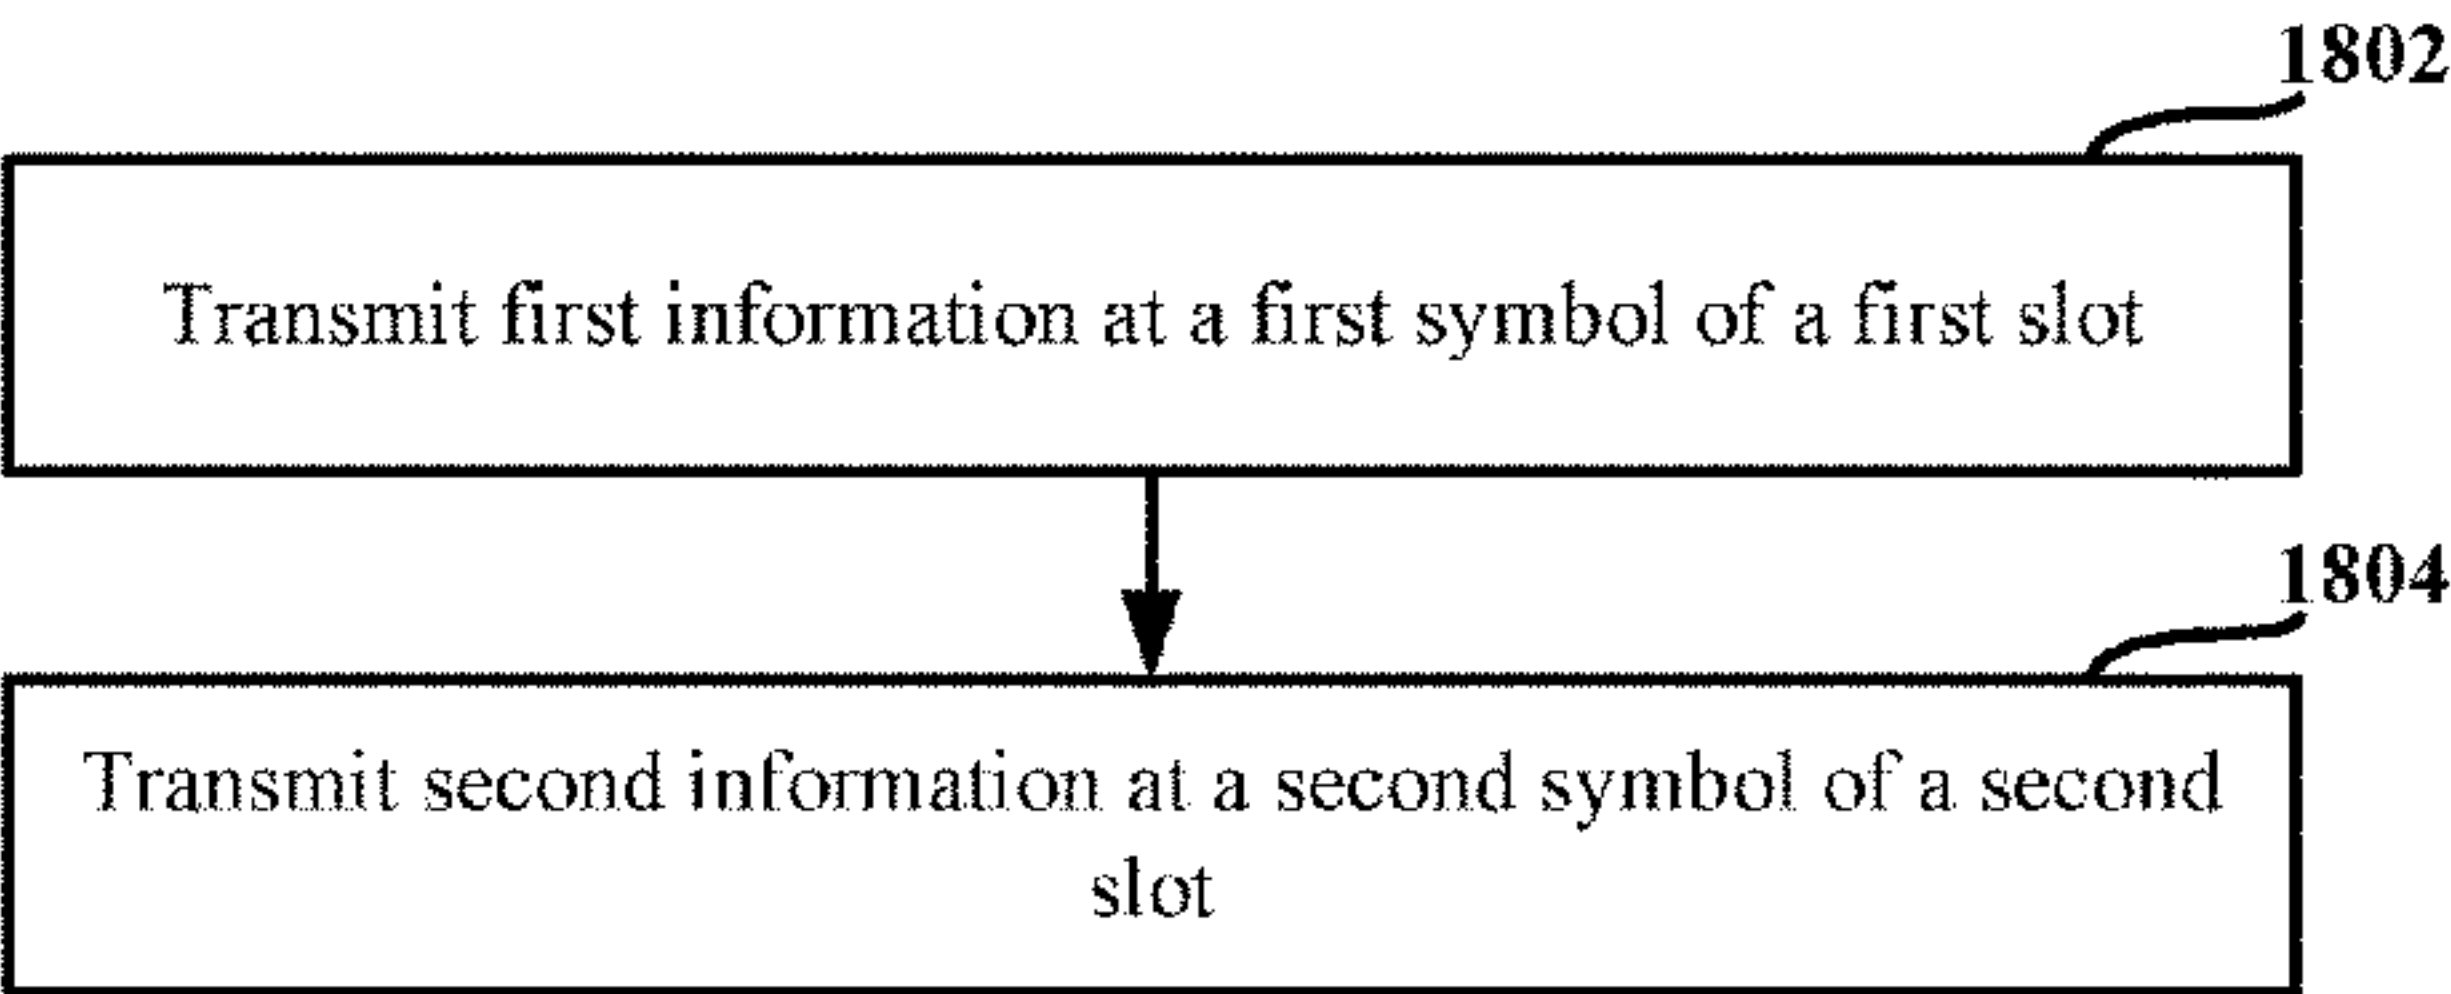 1802
Transmit first information at a first symbol of a first slot
1804
Transmit second information at a second symbol of a second
slot